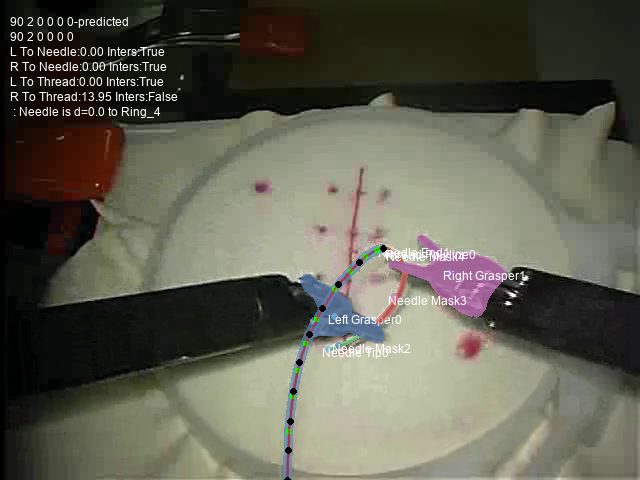 90 2 0 0 0 0-predicted
90 2 0 0 0 0
L To Needle:0.00 Inters:True
R To Needle:0.00 Inters:True
L To Thread:0.00 Inters:True
R To Thread:13.95 Inters:False
: Needle is d=0.0 to Ring_4
Right Grasper1
Needle Mask3
Left Grasper0
Needle Mask2